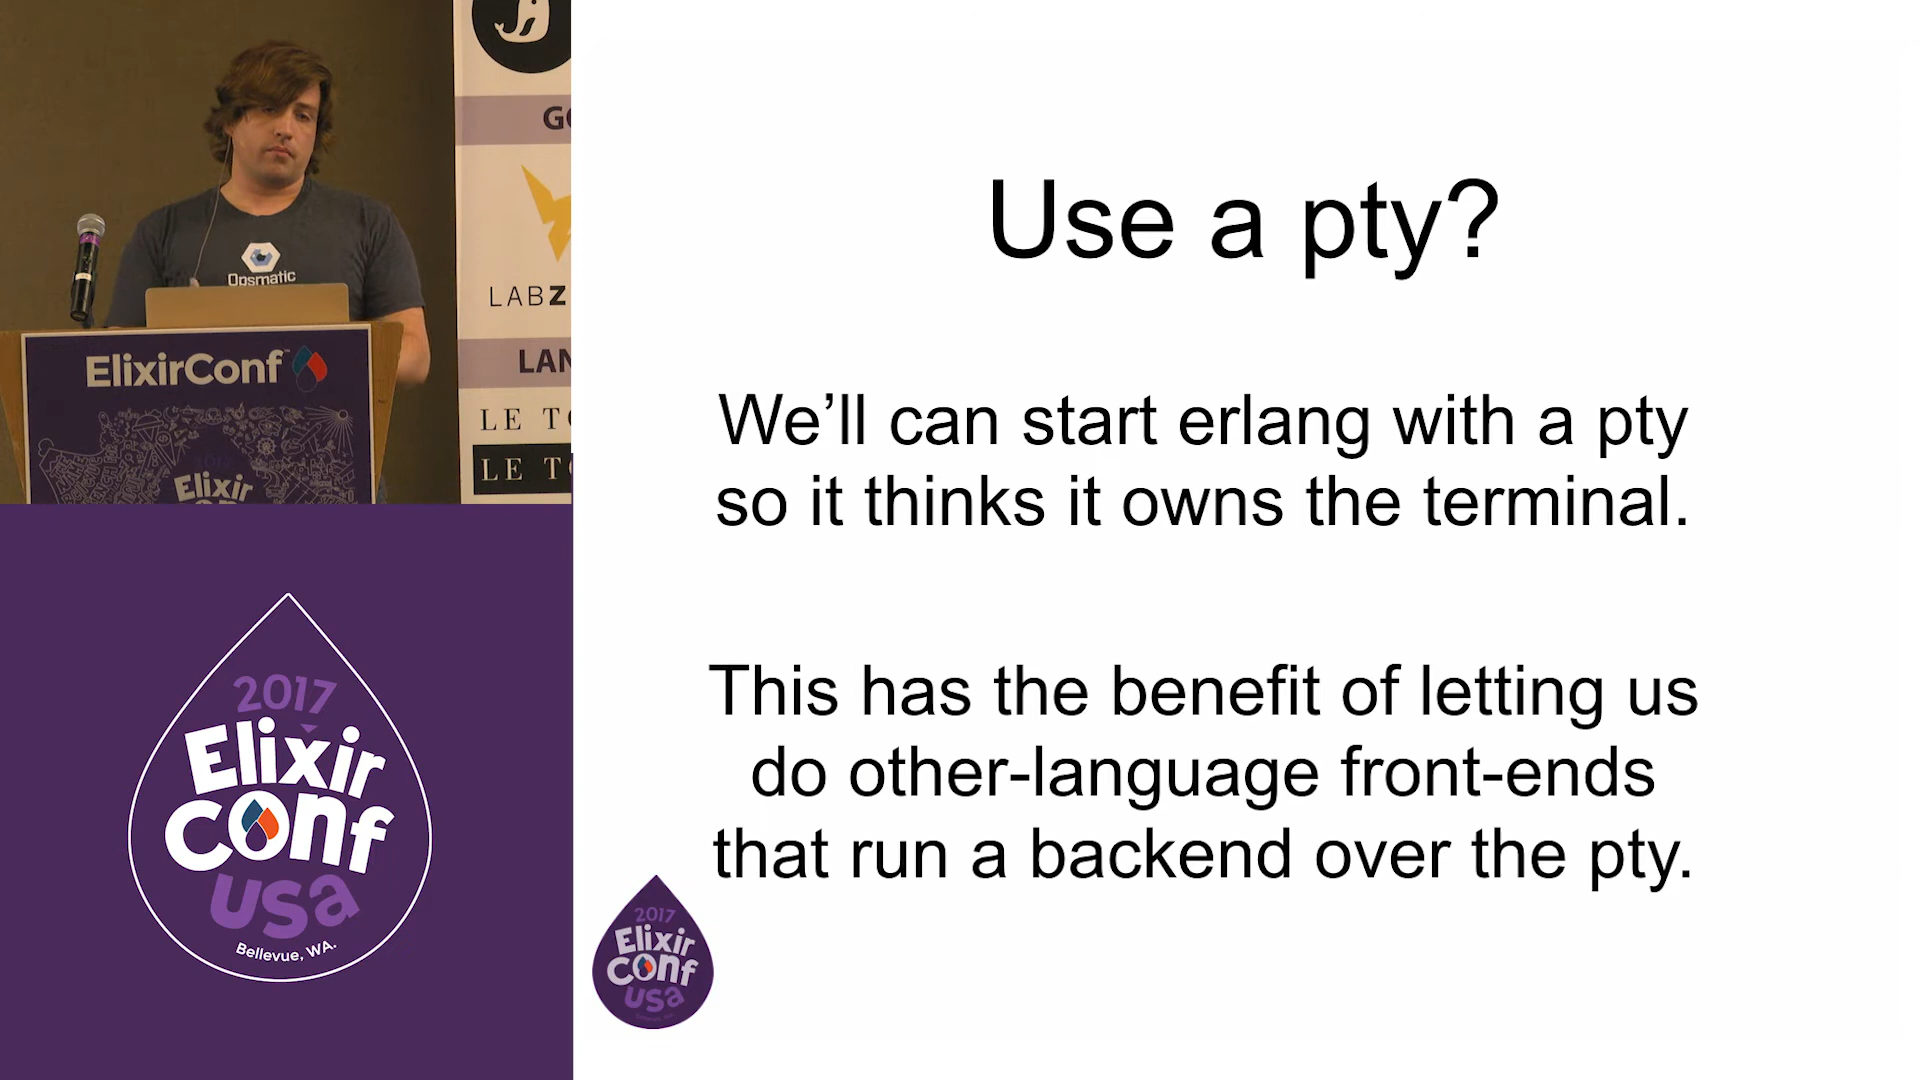 GO
Opsmatic
LABZ
LAN
LE TO
LE TO
ElixirConf™
Elixir
2017
Elixir
conf
usa
Bellevue, WA.
Use a pty?
We’ll can start erlang with a pty
so it thinks it owns the terminal.
This has the benefit of letting us
do other-language front-ends
that run a backend over the pty.
2017
Elixir
conf
usa